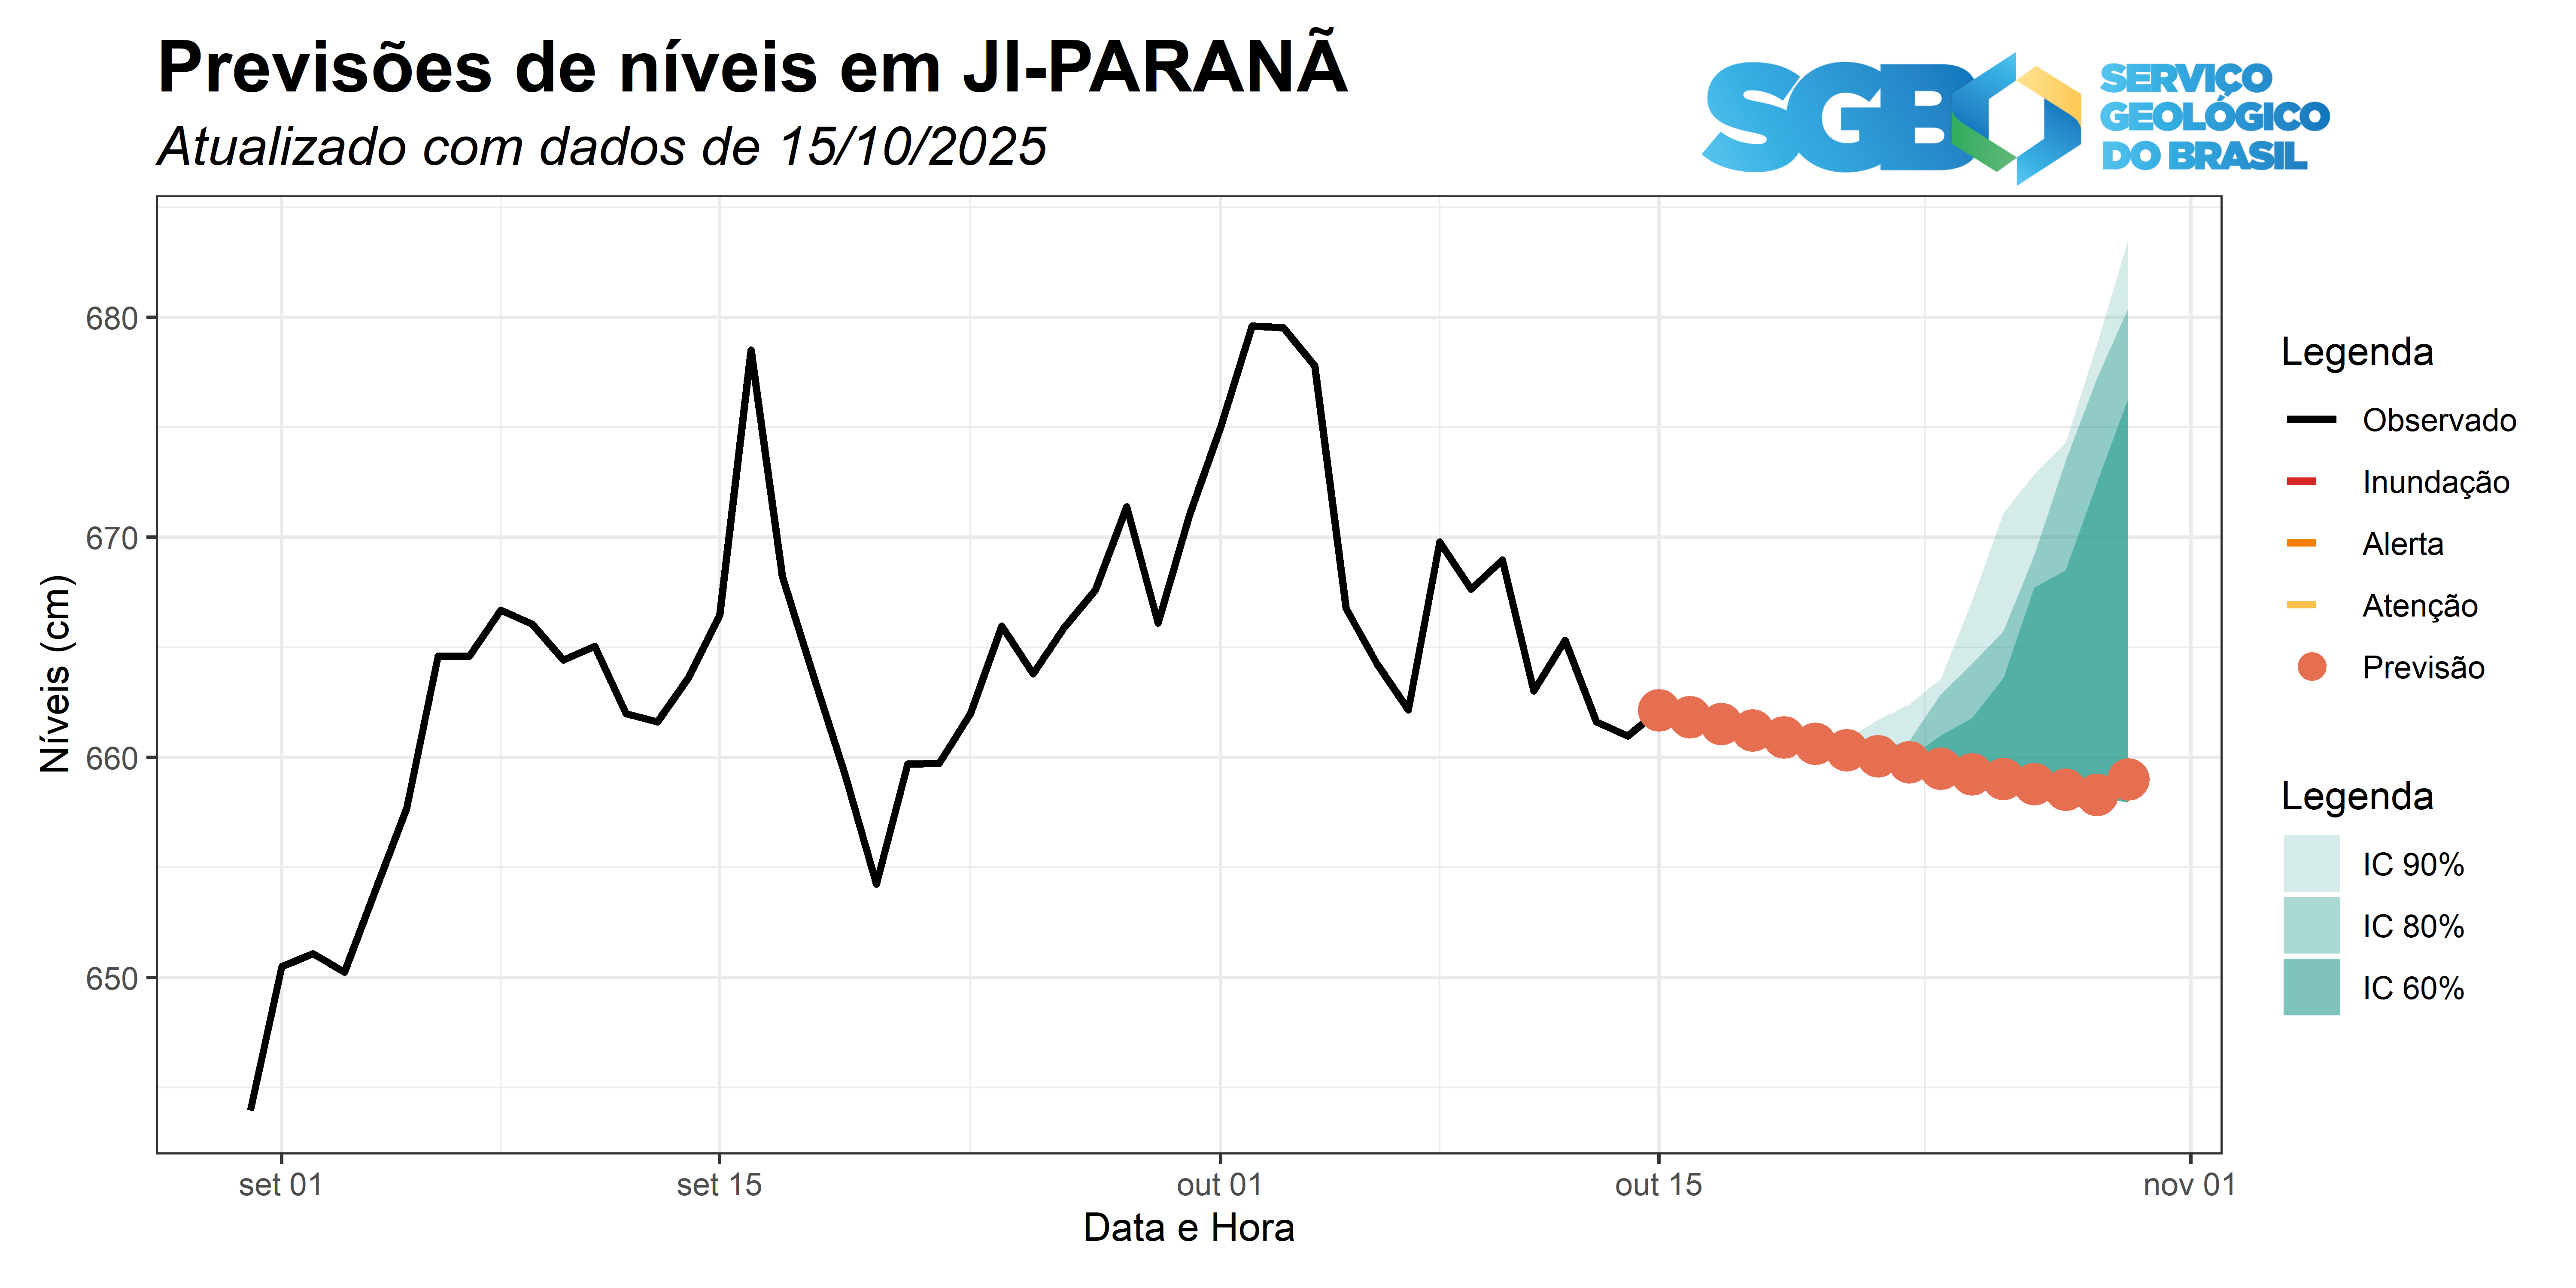 Previsões de níveis em JI-PARANÃ
Atualizado com dados de 15/10/2025
SGB
SERVIÇO
GEOLÓGICO
DO BRASIL
Níveis (cm)
680
670
660
650
set 01
set 15
out 01
out 15
nov 01
Data e Hora
Legenda
Observado
Inundação
Alerta
Atenção
Previsão
Legenda
IC 90%
IC 80%
IC 60%